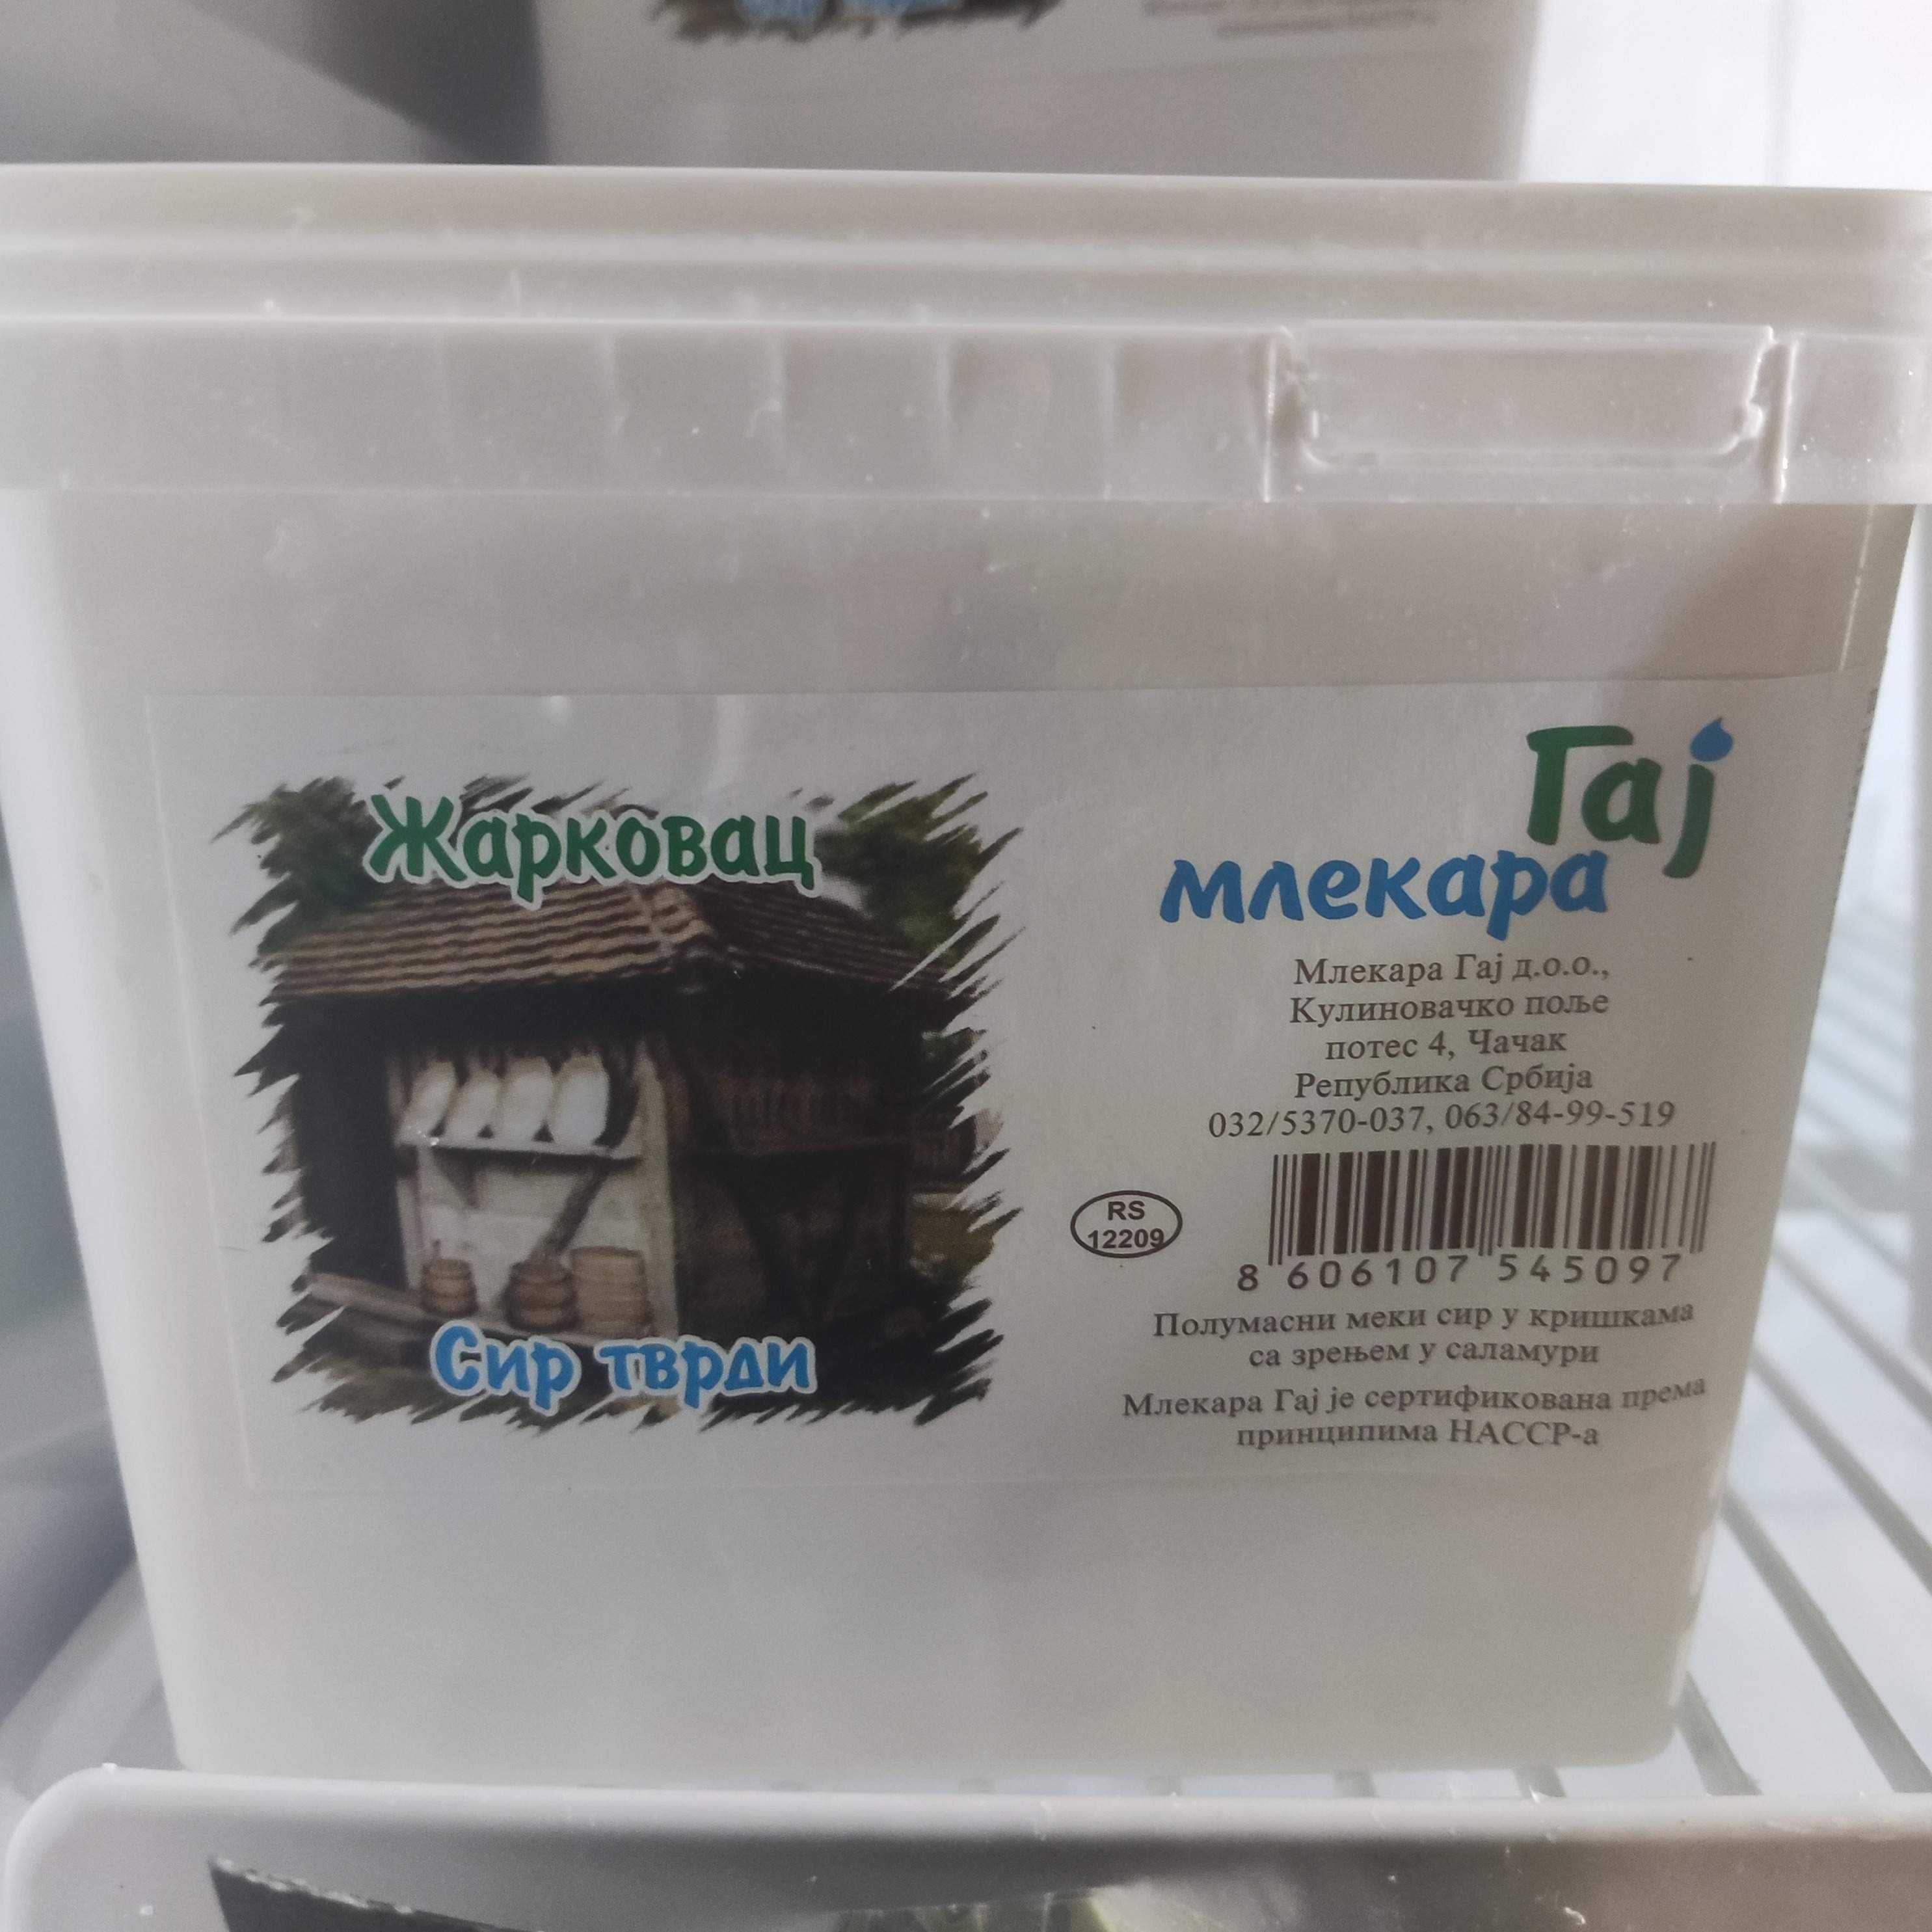 Жарковац
Сир тврди
Гај
млекара
Млекара Гај д.о.о.,
Кулиновачко поље
потес 4, Чачак
Република Србија
032/5370-037, 063/84-99-519
RS
12209
8 606107 545097
Полумасни меки сир у кришкама
са зрењем у саламури
Млекара Гај је сертификована према
принципима HACCP-а